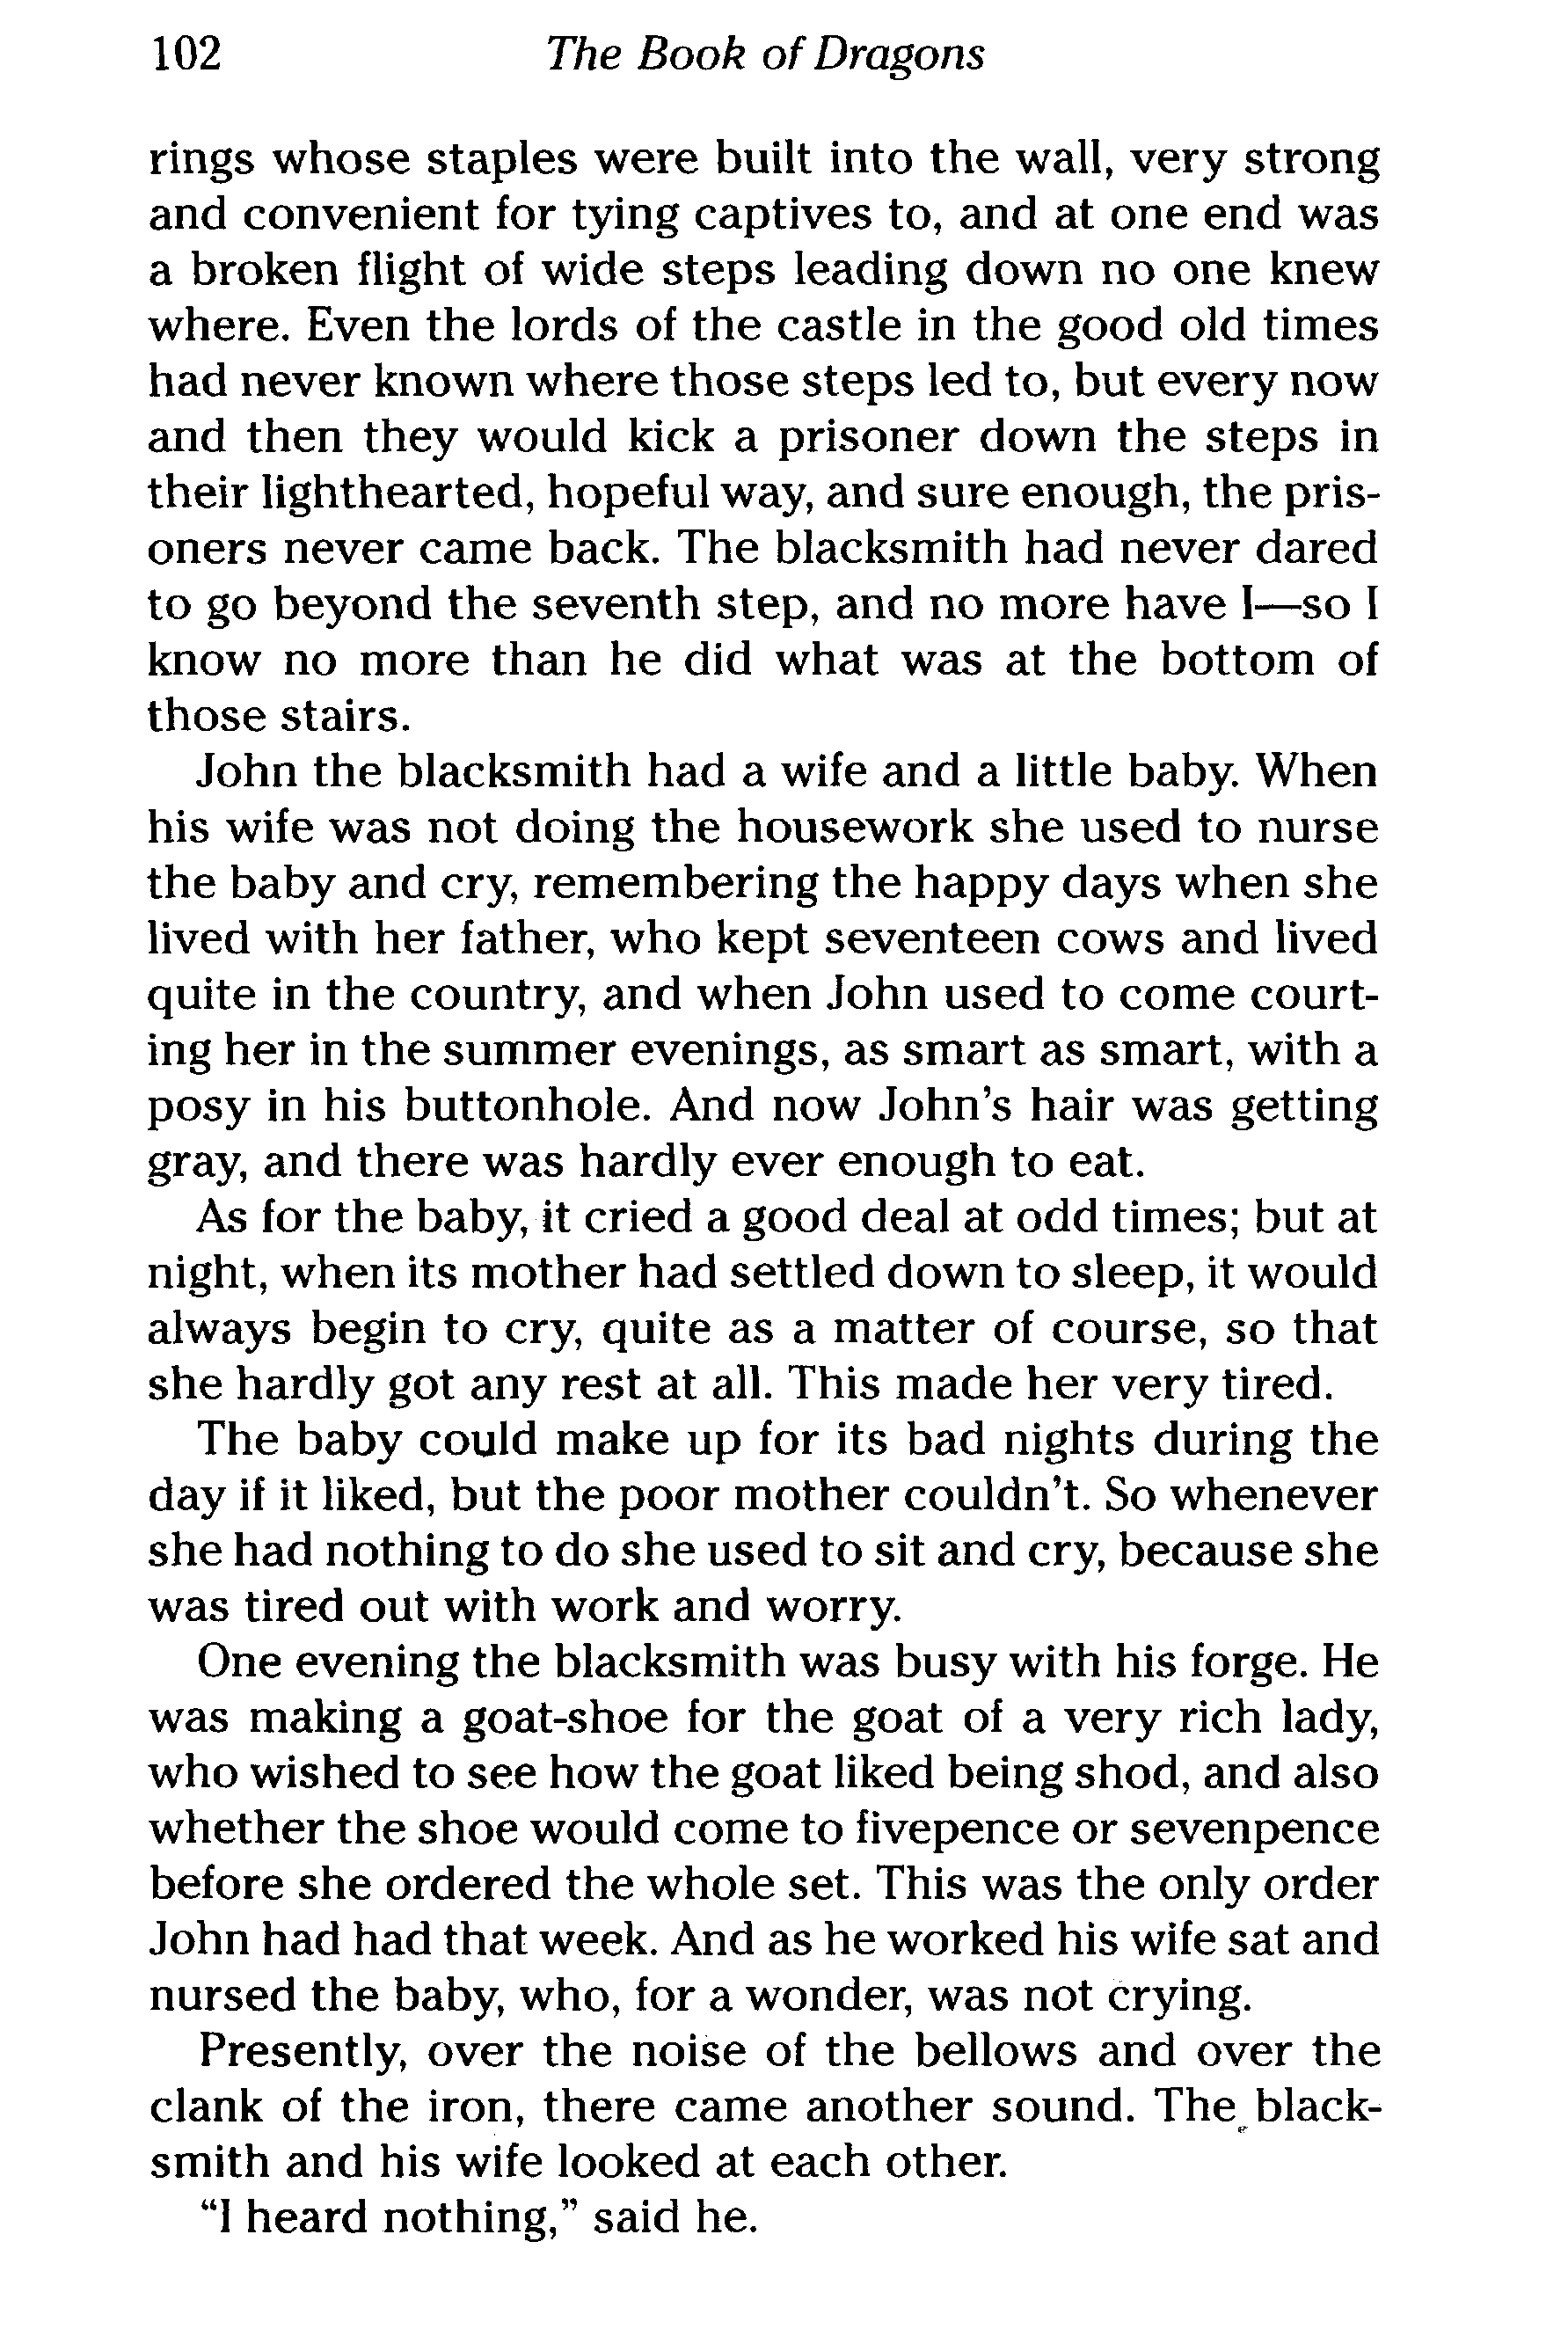 102 The Book of Dragons
rings whose staples were built into the wall, very strong
and convenient for tying captives to, and at one end was
a broken flight of wide steps leading down no one knew
where. Even the lords of the castle in the good old times
had never known where those steps led to, but every now
and then they would kick a prisoner down the steps in
their lighthearted, hopeful way, and sure enough, the pris-
oners never came back. The blacksmith had never dared
to go beyond the seventh step, and no more have I—so I
know no more than he did what was at the bottom of
those stairs.
John the blacksmith had a wife and a little baby. When
his wife was not doing the housework she used to nurse
the baby and cry, remembering the happy days when she
lived with her father, who kept seventeen cows and lived
quite in the country, and when John used to come court-
ing her in the summer evenings, as smart as smart, with a
posy in his buttonhole. And now John's hair was getting
gray, and there was hardly ever enough to eat.
As for the baby, it cried a good deal at odd times; but at
night, when its mother had settled down to sleep, it would
always begin to cry, quite as a matter of course, so that
she hardly got any rest at all. This made her very tired.
The baby could make up for its bad nights during the
day if it liked, but the poor mother couldn't. So whenever
she had nothing to do she used to sit and cry, because she
was tired out with work and worry.
One evening the blacksmith was busy with his forge. He
was making a goat-shoe for the goat of a very rich lady,
who wished to see how the goat liked being shod, and also
whether the shoe would come to fivepence or sevenpence
before she ordered the whole set. This was the only order
John had had that week. And as he worked his wife sat and
nursed the baby, who, for a wonder, was not crying.
Presently, over the noise of the bellows and over the
clank of the iron, there came another sound. The black-
smith and his wife looked at each other.
“I heard nothing,” said he.